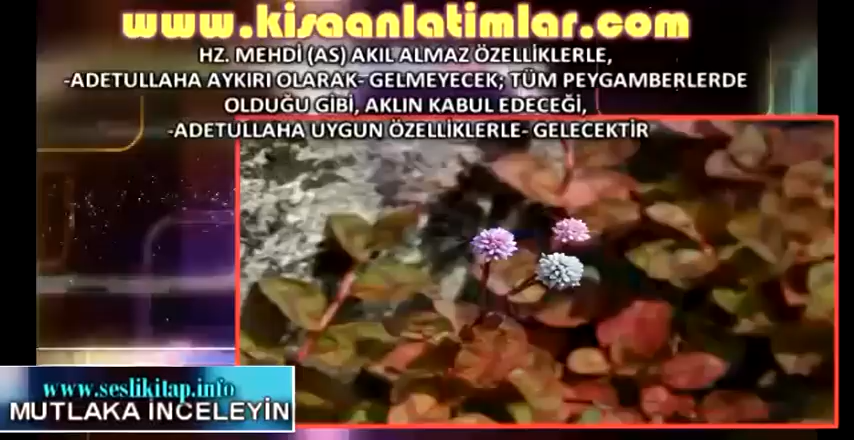 www.kisaanlatimlar.com
HZ. MEHDİ (AS) AKIL ALMAZ ÖZELLİKLERLE,
-ADETULLAHA AYKIRI OLARAK- GELMEYECEK; TÜM PEYGAMBERLERDE
OLDUĞU GİBİ, AKLIN KABUL EDECEĞİ,
-ADETULLAHA UYGUN ÖZELLİKLERLE- GELECEKTİR
www.seslikitap.info
MUTLAKA İNCELEYİN